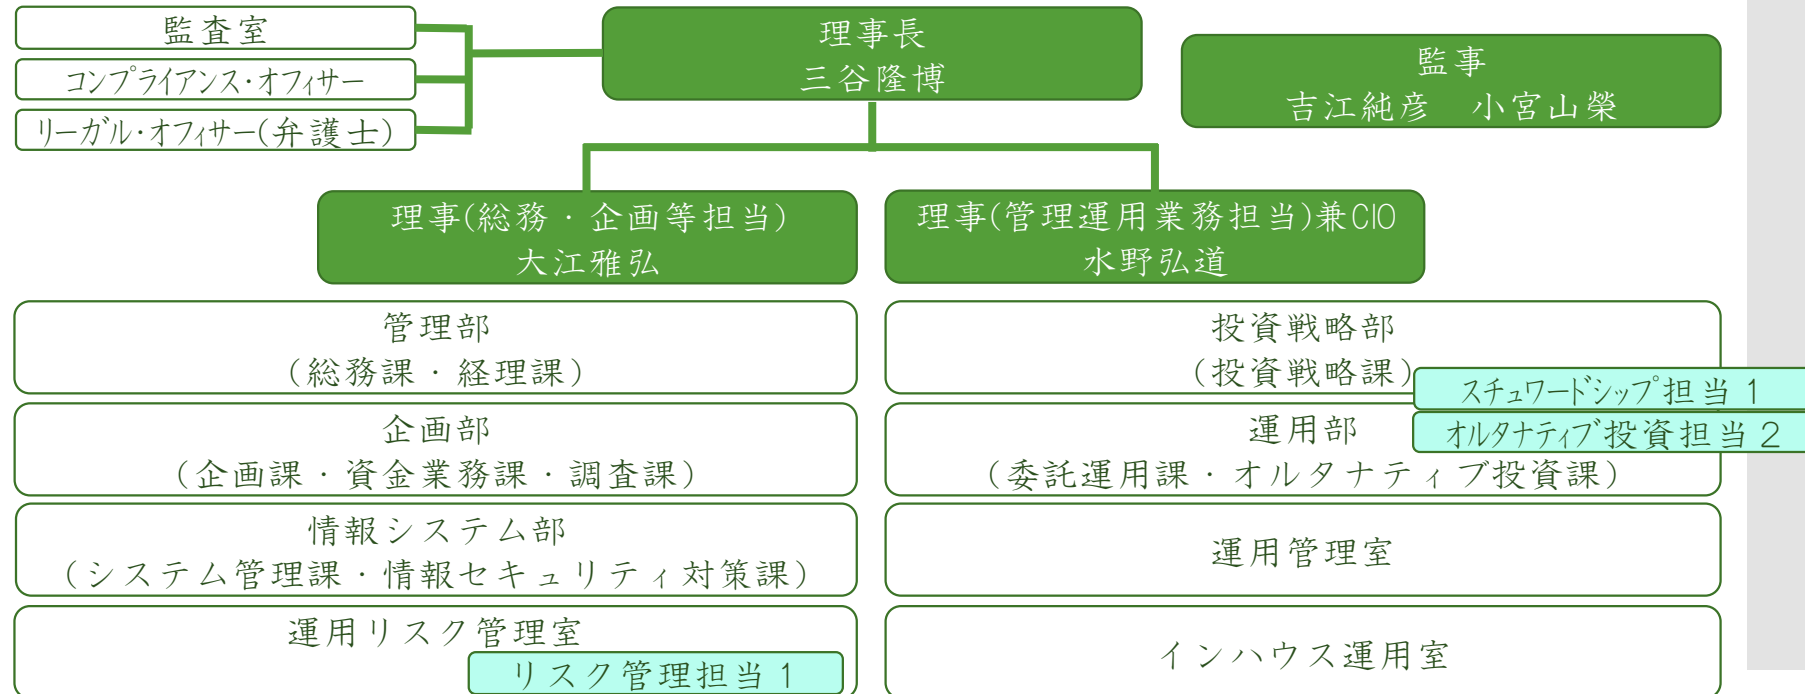 監査室
コンプライアンス・オフィサー
リーガル・オフィサー(弁護士)
理事長
三谷隆博
監事
吉江純彦　小宮山榮
理事(総務・企画等担当)
大江雅弘
理事(管理運用業務担当)兼CIO
水野弘道
管理部
(総務課・経理課)
企画部
(企画課・資金業務課・調査課)
情報システム部
(システム管理課・情報セキュリティ対策課)
運用リスク管理室
リスク管理担当1
投資戦略部
(投資戦略課)
スチュワードシップ担当1
運用部
オルタナティブ投資担当2
(委託運用課・オルタナティブ投資課)
運用管理室
インハウス運用室